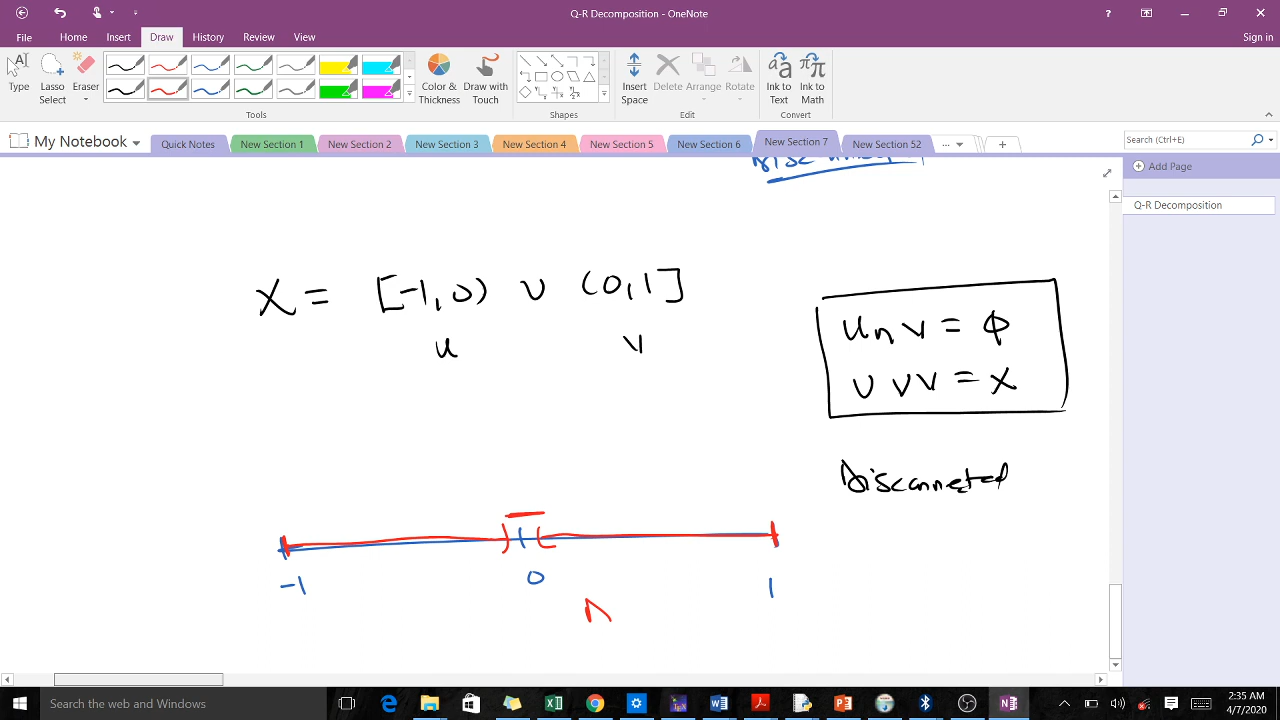 Q-R Decomposition - OneNote
File Home Insert Draw History Review View
Sign in
Type Lasso Select Eraser Color & Thickness Draw with Touch Insert Space Delete Arrange Rotate Ink to Text Ink to Math
Tools Shapes Edit Convert
My Notebook Quick Notes New Section 1 New Section 2 New Section 3 New Section 4 New Section 5 New Section 6 New Section 7 New Section 52 ... Search (Ctrl+E)
Add Page
Q-R Decomposition
X = [-1, 0) ∪ (0, 1]
U V
U ∩ V = φ
U ∪ V = X
Disconnected
-1 0 1
Search the web and Windows
2:35 AM
4/7/2020